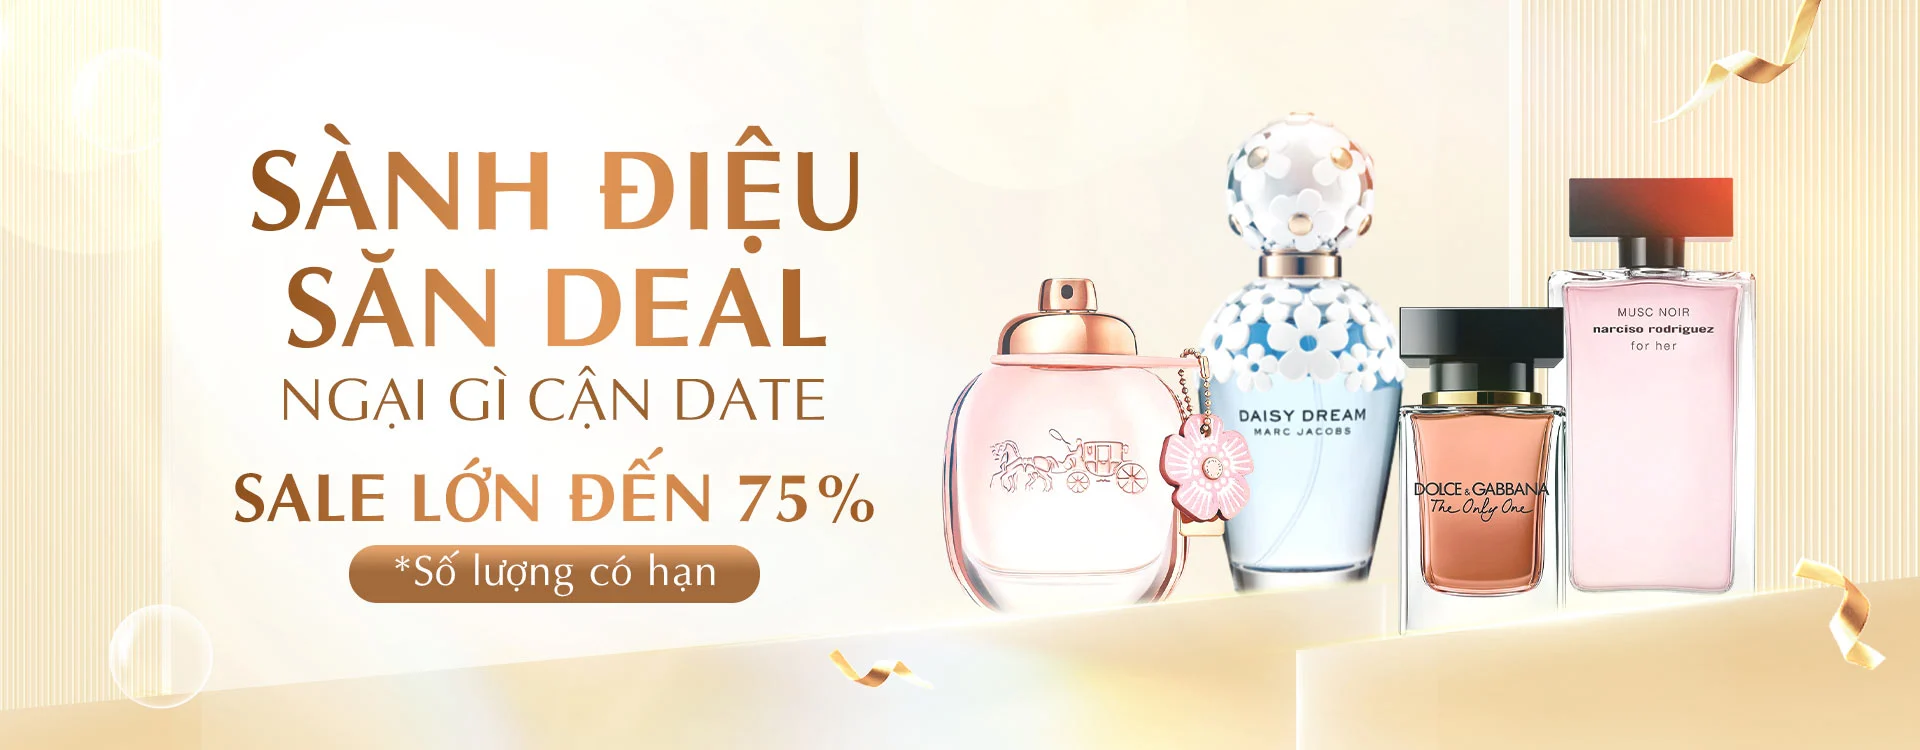 SÀNH ĐIỆU
SĂN DEAL
NGẠI GÌ CẬN DATE
SALE LỚN ĐẾN 75%
*Số lượng có hạn
DAISY DREAM
MARC JACOBS
MUSC NOIR
narciso rodriguez
for her
DOLCE & GABBANA
The Only One